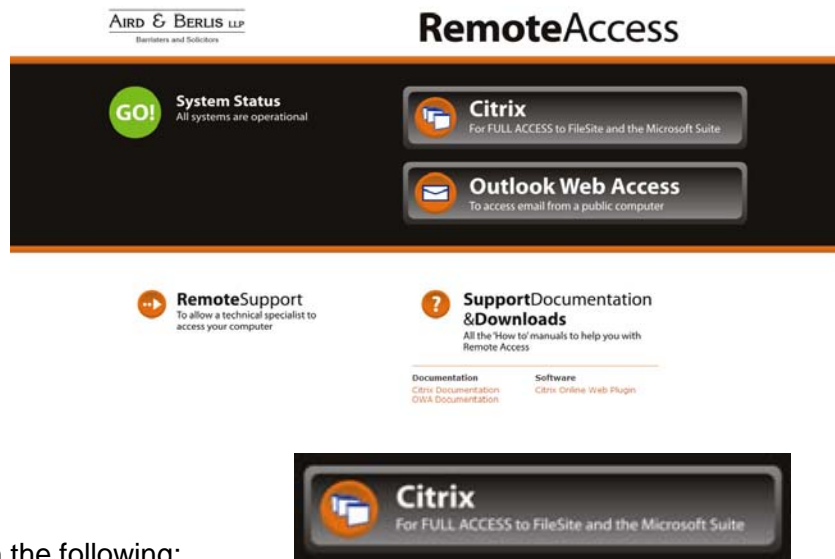 AIRD & BERLIS LLP
Barristers and Solicitors
RemoteAccess
GO!
System Status
All systems are operational
Citrix
For FULL ACCESS to FileSite and the Microsoft Suite
Outlook Web Access
To access email from a public computer
RemoteSupport
To allow a technical specialist to
access your computer
?
SupportDocumentation
&Downloads
All the 'How to' manuals to help you with
Remote Access
Documentation
Citrix Documentation
OWA Documentation
Software
Citrix Online Web Plugin
Citrix
For FULL ACCESS to FileSite and the Microsoft Suite
the following: